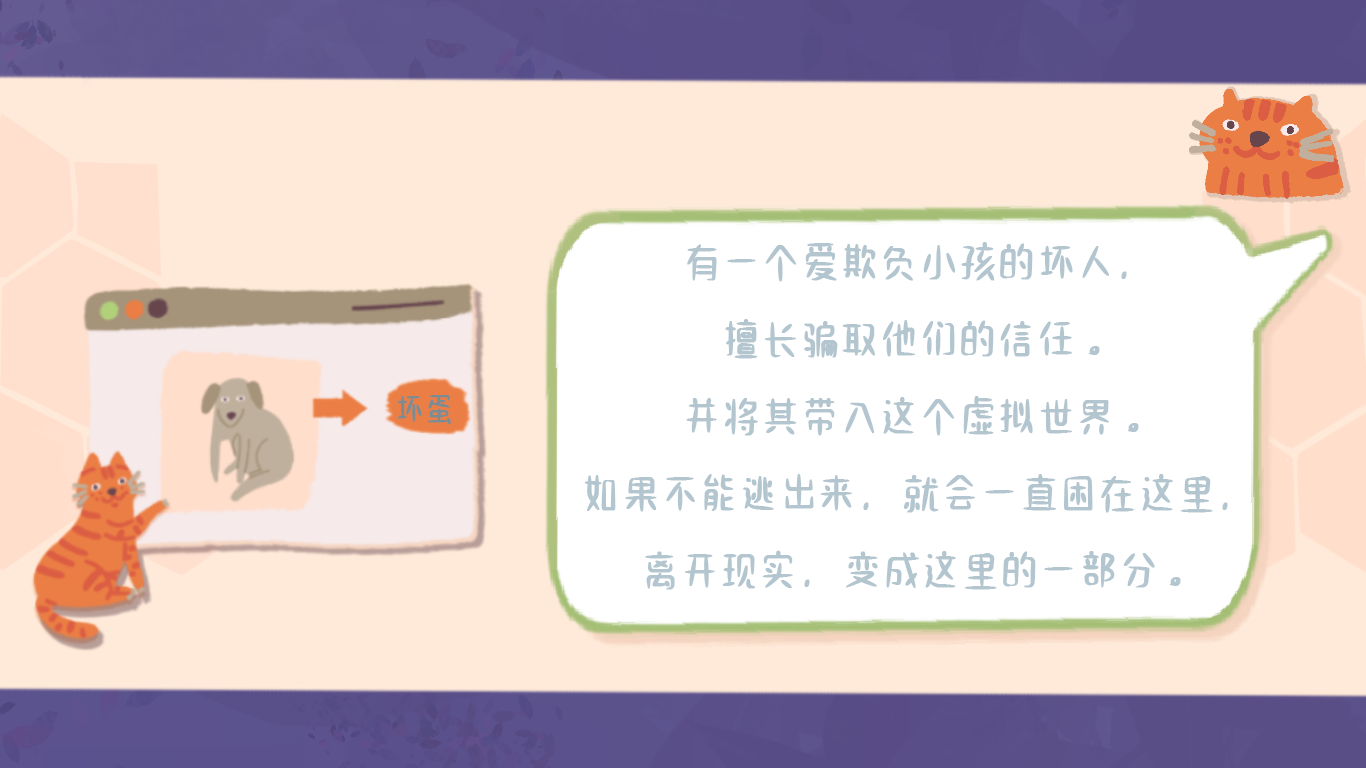 坏蛋
有一个爱欺负小孩的坏人，
擅长骗取他们的信任。
并将其带入这个虚拟世界。
如果不能逃出来，就会一直困在这里，
离开现实，变成这里的一部分。